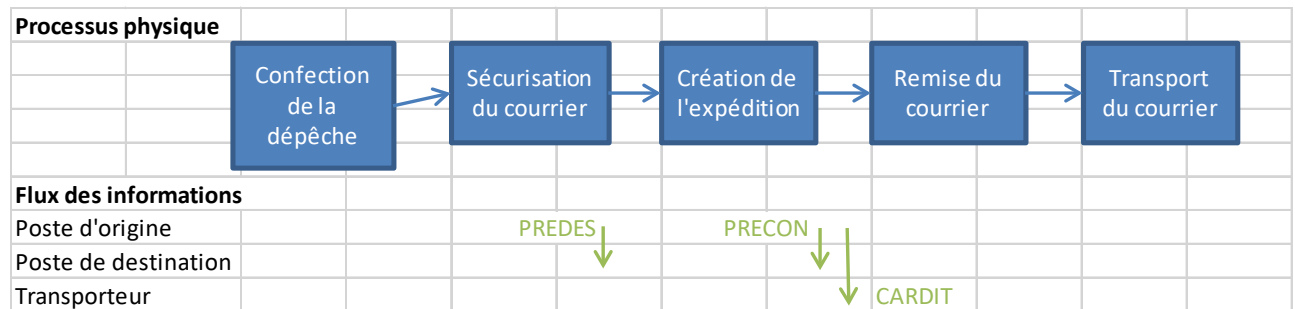 Processus physique
Confection
de la
dépêche
Sécurisation
du courrier
Création de
l'expédition
Remise du
courrier
Transport
du courrier
Flux des informations
Poste d'origine
PREDES
PRECON
Poste de destination
Transporteur
CARDIT